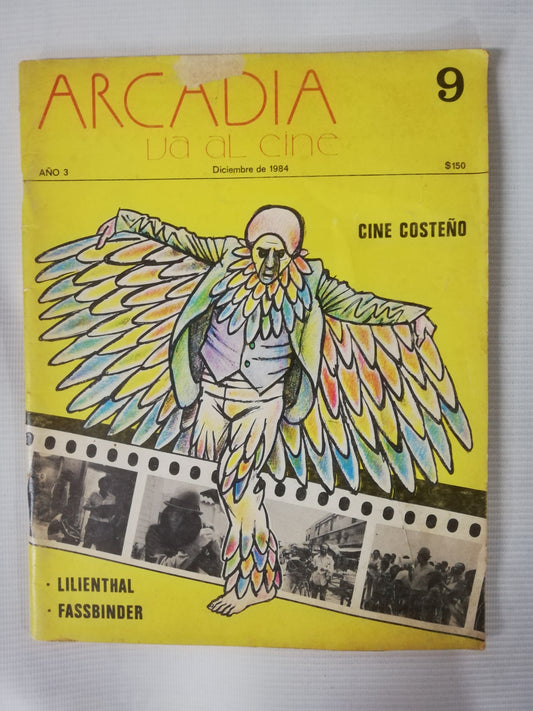 ARCADIA
va al cine
9
AÑO 3
Diciembre de 1984
$150
CINE COSTEÑO
· LILIENTHAL
· FASSBINDER